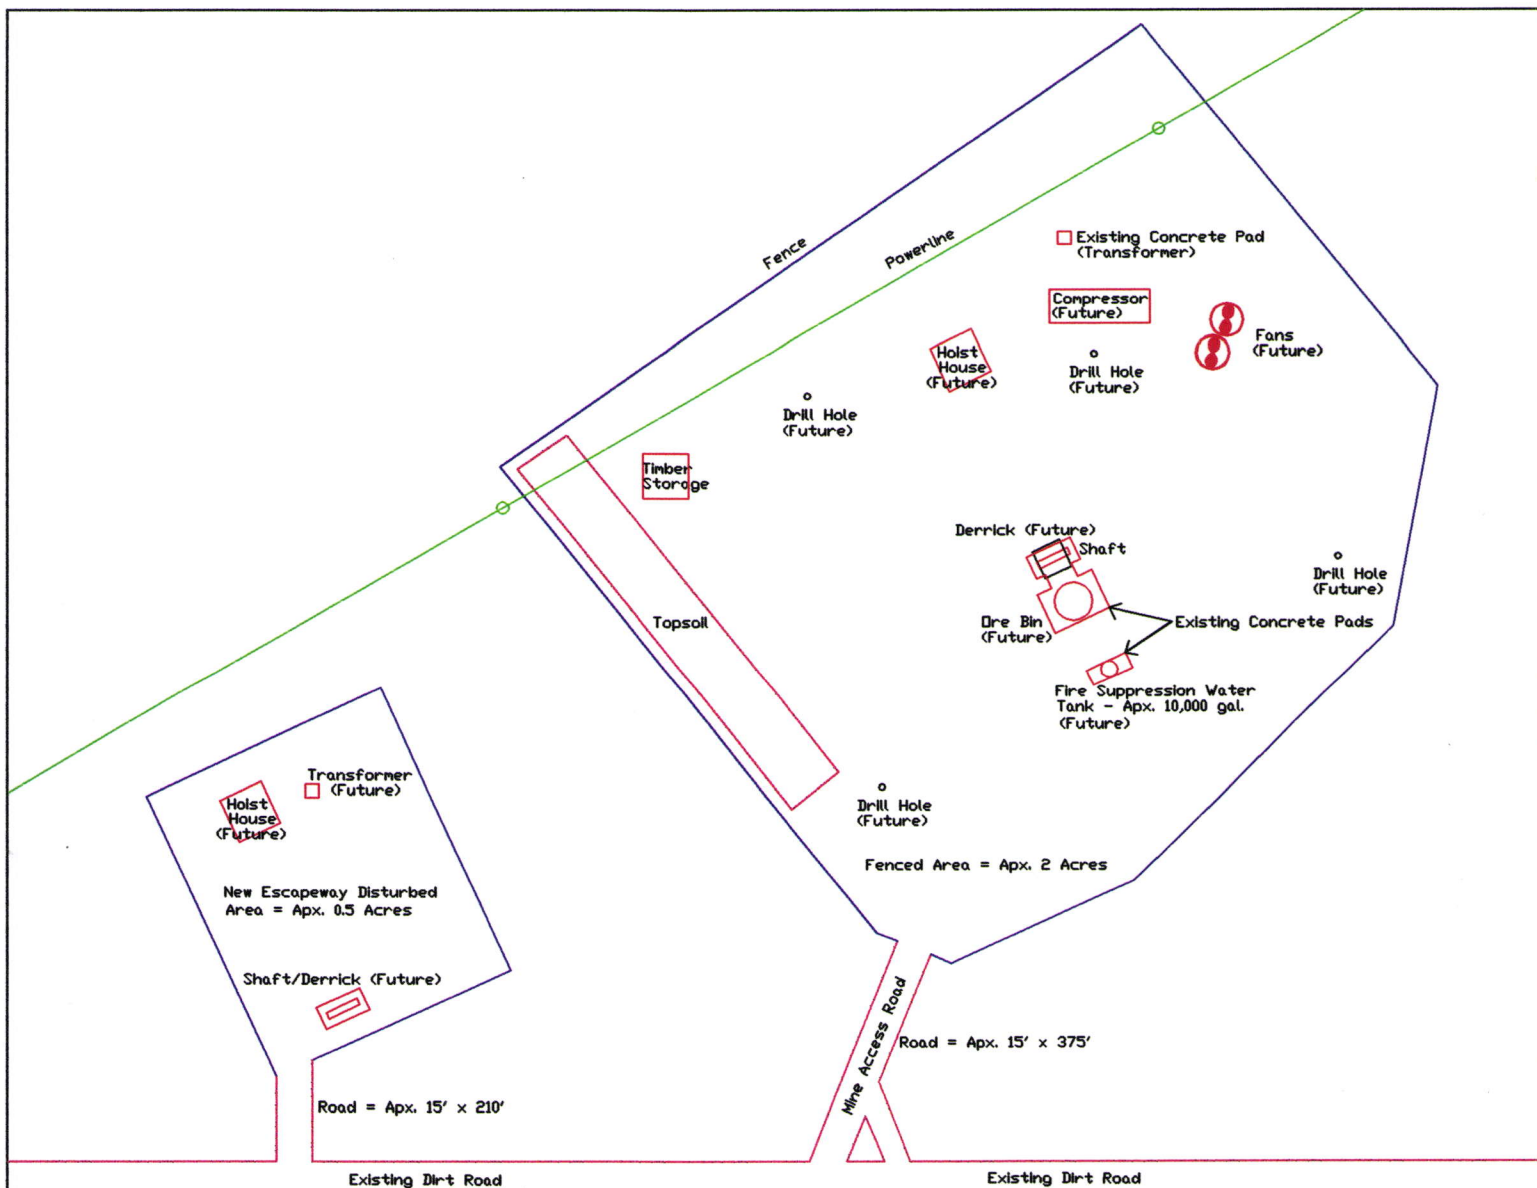 Fence
Powerline
Existing Concrete Pad
(Transformer)
Compressor
(Future)
Fans
(Future)
Hoist
House
(Future)
Drill Hole
(Future)
Drill Hole
(Future)
Timber
Storage
Derrick (Future)
Shaft
Drill Hole
(Future)
Topsoil
Ore Bin
(Future)
Existing Concrete Pads
Fire Suppression Water
Tank - Apx. 10,000 gal.
(Future)
Transformer
(Future)
Hoist
House
(Future)
Drill Hole
(Future)
Fenced Area = Apx. 2 Acres
New Escapeway Disturbed
Area = Apx. 0.5 Acres
Shaft/Derrick (Future)
Mine Access Road
Road = Apx. 15' x 375'
Road = Apx. 15' x 210'
Existing Dirt Road
Existing Dirt Road